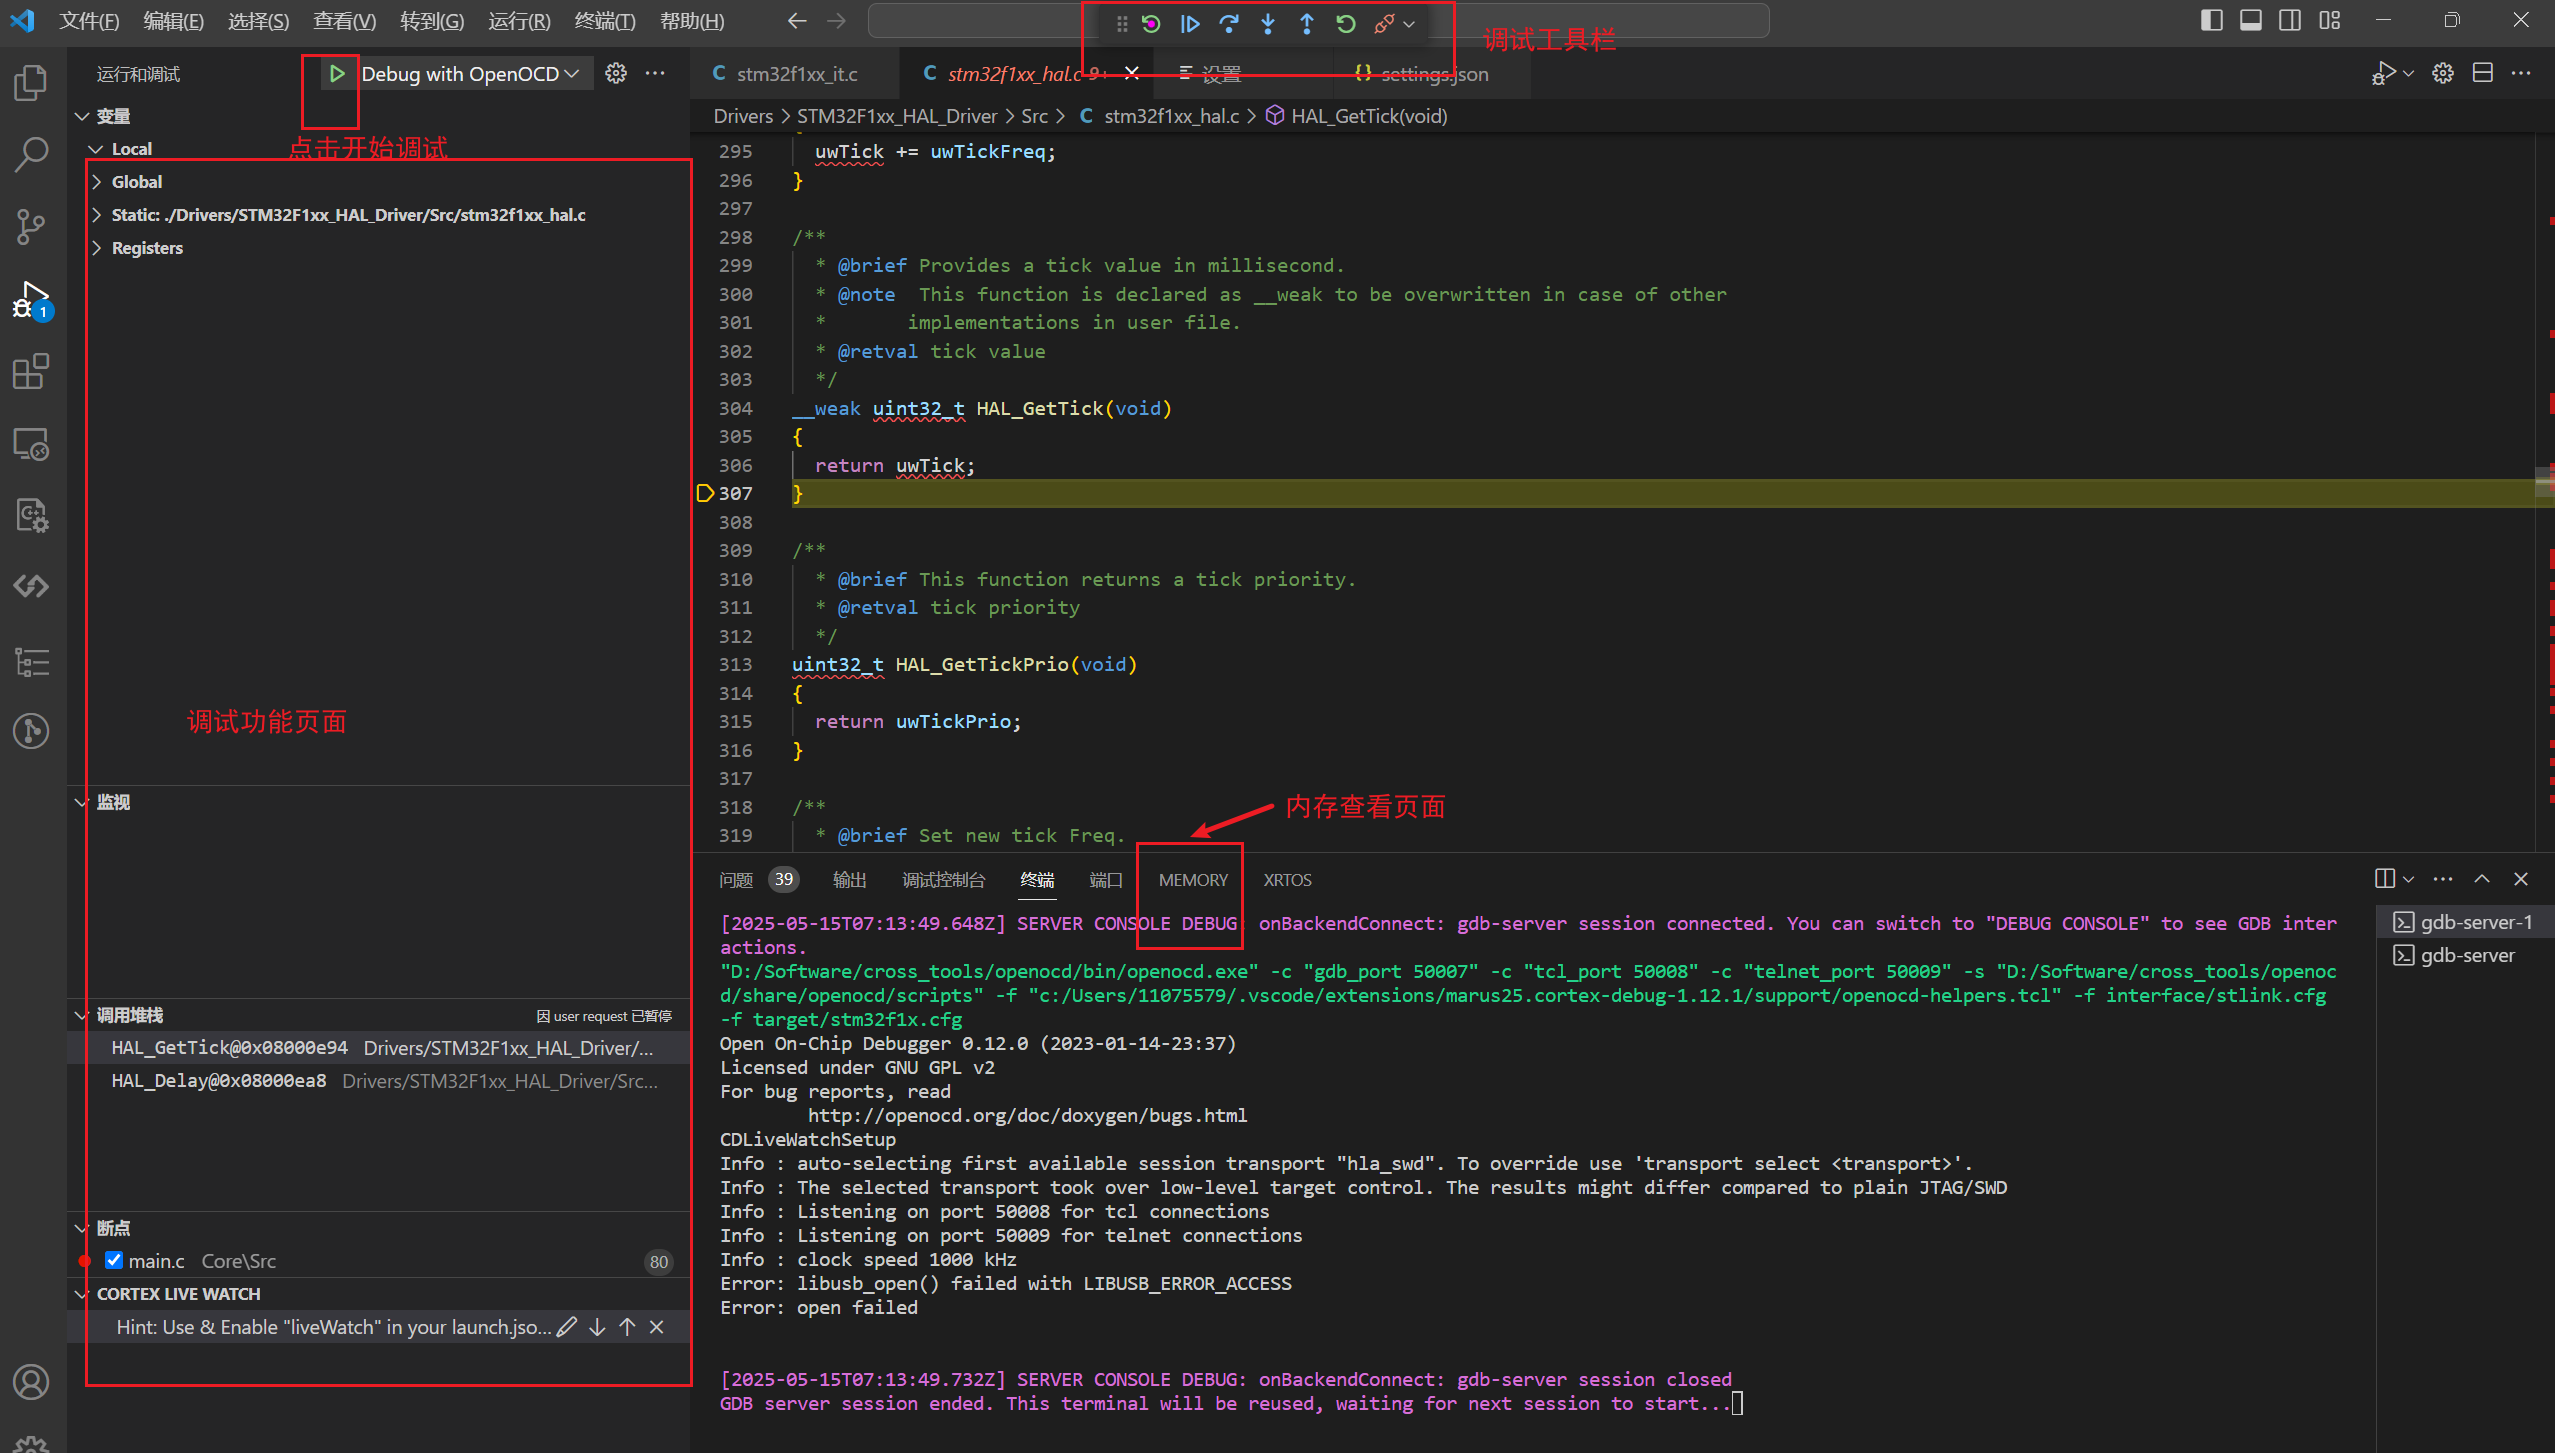 文件(F) 编辑(E) 选择(S) 查看(V) 转到(G) 运行(R) 终端(T) 帮助(H)
调试工具栏
运行和调试 Debug with OpenOCD
点击开始调试
变量
Local
Global
Static: ./Drivers/STM32F1xx_HAL_Driver/Src/stm32f1xx_hal.c
Registers
调试功能页面
监视
调用堆栈 因 user request 已暂停
HAL_GetTick@0x08000e94 Drivers/STM32F1xx_HAL_Driver/...
HAL_Delay@0x08000ea8 Drivers/STM32F1xx_HAL_Driver/Src...
断点
main.c Core\Src 80
CORTEX LIVE WATCH
Hint: Use & Enable "liveWatch" in your launch.jso...
1
C stm32f1xx_it.c C stm32f1xx_hal.c 9+ 设置 {} settings.json
Drivers > STM32F1xx_HAL_Driver > Src > C stm32f1xx_hal.c > HAL_GetTick(void)
295 uwTick += uwTickFreq;
296 }
297
298 /**
299 * @brief Provides a tick value in millisecond.
300 * @note  This function is declared as __weak to be overwritten in case of other
301 *       implementations in user file.
302 * @retval tick value
303 */
304 __weak uint32_t HAL_GetTick(void)
305 {
306 return uwTick;
307 }
308
309 /**
310 * @brief This function returns a tick priority.
311 * @retval tick priority
312 */
313 uint32_t HAL_GetTickPrio(void)
314 {
315 return uwTickPrio;
316 }
317
318 /**
319 * @brief Set new tick Freq.
内存查看页面
问题 39 输出 调试控制台 终端 端口 MEMORY XRTOS
[2025-05-15T07:13:49.648Z] SERVER CONSOLE DEBUG: onBackendConnect: gdb-server session connected. You can switch to "DEBUG CONSOLE" to see GDB inter
actions.
"D:/Software/cross_tools/openocd/bin/openocd.exe" -c "gdb_port 50007" -c "tcl_port 50008" -c "telnet_port 50009" -s "D:/Software/cross_tools/openoc
d/share/openocd/scripts" -f "c:/Users/11075579/.vscode/extensions/marus25.cortex-debug-1.12.1/support/openocd-helpers.tcl" -f interface/stlink.cfg
-f target/stm32f1x.cfg
Open On-Chip Debugger 0.12.0 (2023-01-14-23:37)
Licensed under GNU GPL v2
For bug reports, read
http://openocd.org/doc/doxygen/bugs.html
CDLiveWatchSetup
Info : auto-selecting first available session transport "hla_swd". To override use 'transport select <transport>'.
Info : The selected transport took over low-level target control. The results might differ compared to plain JTAG/SWD
Info : Listening on port 50008 for tcl connections
Info : Listening on port 50009 for telnet connections
Info : clock speed 1000 kHz
Error: libusb_open() failed with LIBUSB_ERROR_ACCESS
Error: open failed
[2025-05-15T07:13:49.732Z] SERVER CONSOLE DEBUG: onBackendConnect: gdb-server session closed
GDB server session ended. This terminal will be reused, waiting for next session to start...
gdb-server-1
gdb-server